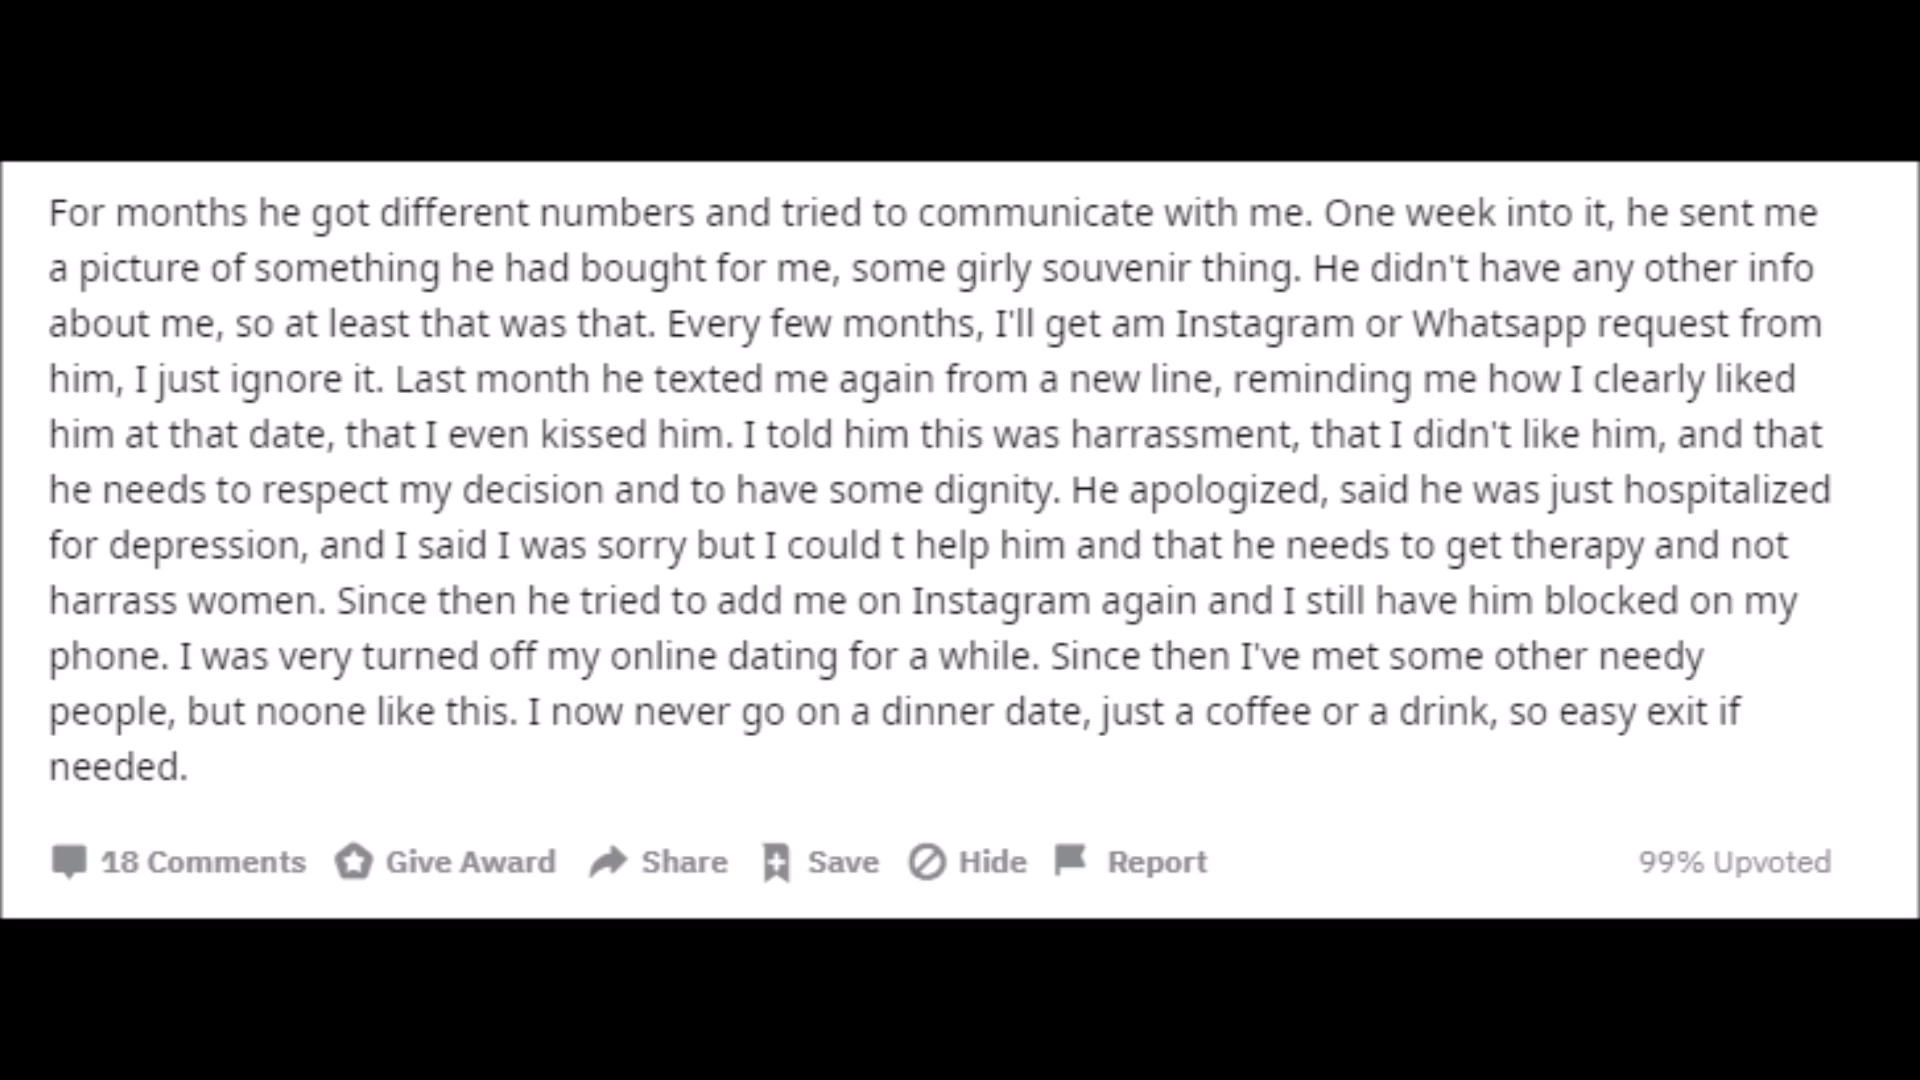 For months he got different numbers and tried to communicate with me. One week into it, he sent me
a picture of something he had bought for me, some girly souvenir thing. He didn't have any other info
about me, so at least that was that. Every few months, I'll get am Instagram or Whatsapp request from
him, I just ignore it. Last month he texted me again from a new line, reminding me how I clearly liked
him at that date, that I even kissed him. I told him this was harrassment, that I didn't like him, and that
he needs to respect my decision and to have some dignity. He apologized, said he was just hospitalized
for depression, and I said I was sorry but I could t help him and that he needs to get therapy and not
harrass women. Since then he tried to add me on Instagram again and I still have him blocked on my
phone. I was very turned off my online dating for a while. Since then I've met some other needy
people, but noone like this. I now never go on a dinner date, just a coffee or a drink, so easy exit if
needed.
18 Comments Give Award Share Save Hide Report 99% Upvoted